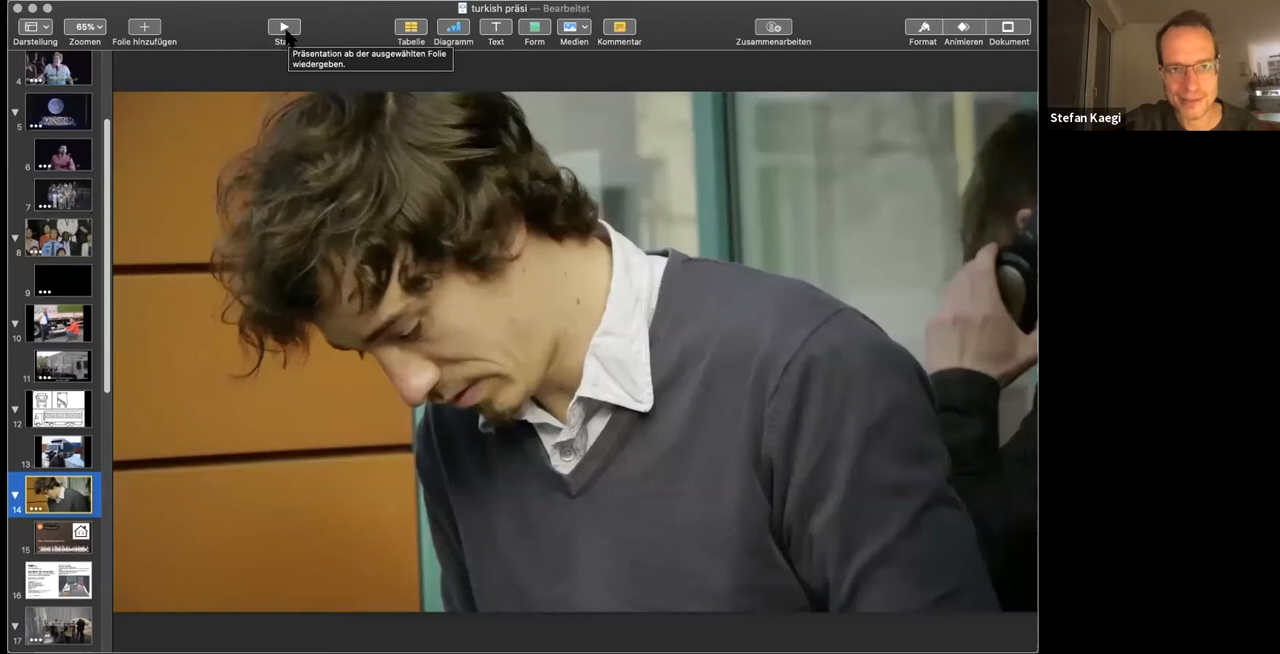 turkish präsi — Bearbeitet
65%
Darstellung Zoomen Folie hinzufügen
Tabelle Diagramm Text Form Medien Kommentar
Zusammenarbeiten
Format Animieren Dokument
Präsentation ab der ausgewählten Folie
wiedergeben.
Stefan Kaegi
4
5
6
7
8
9
10
11
12
13
14
15
16
17